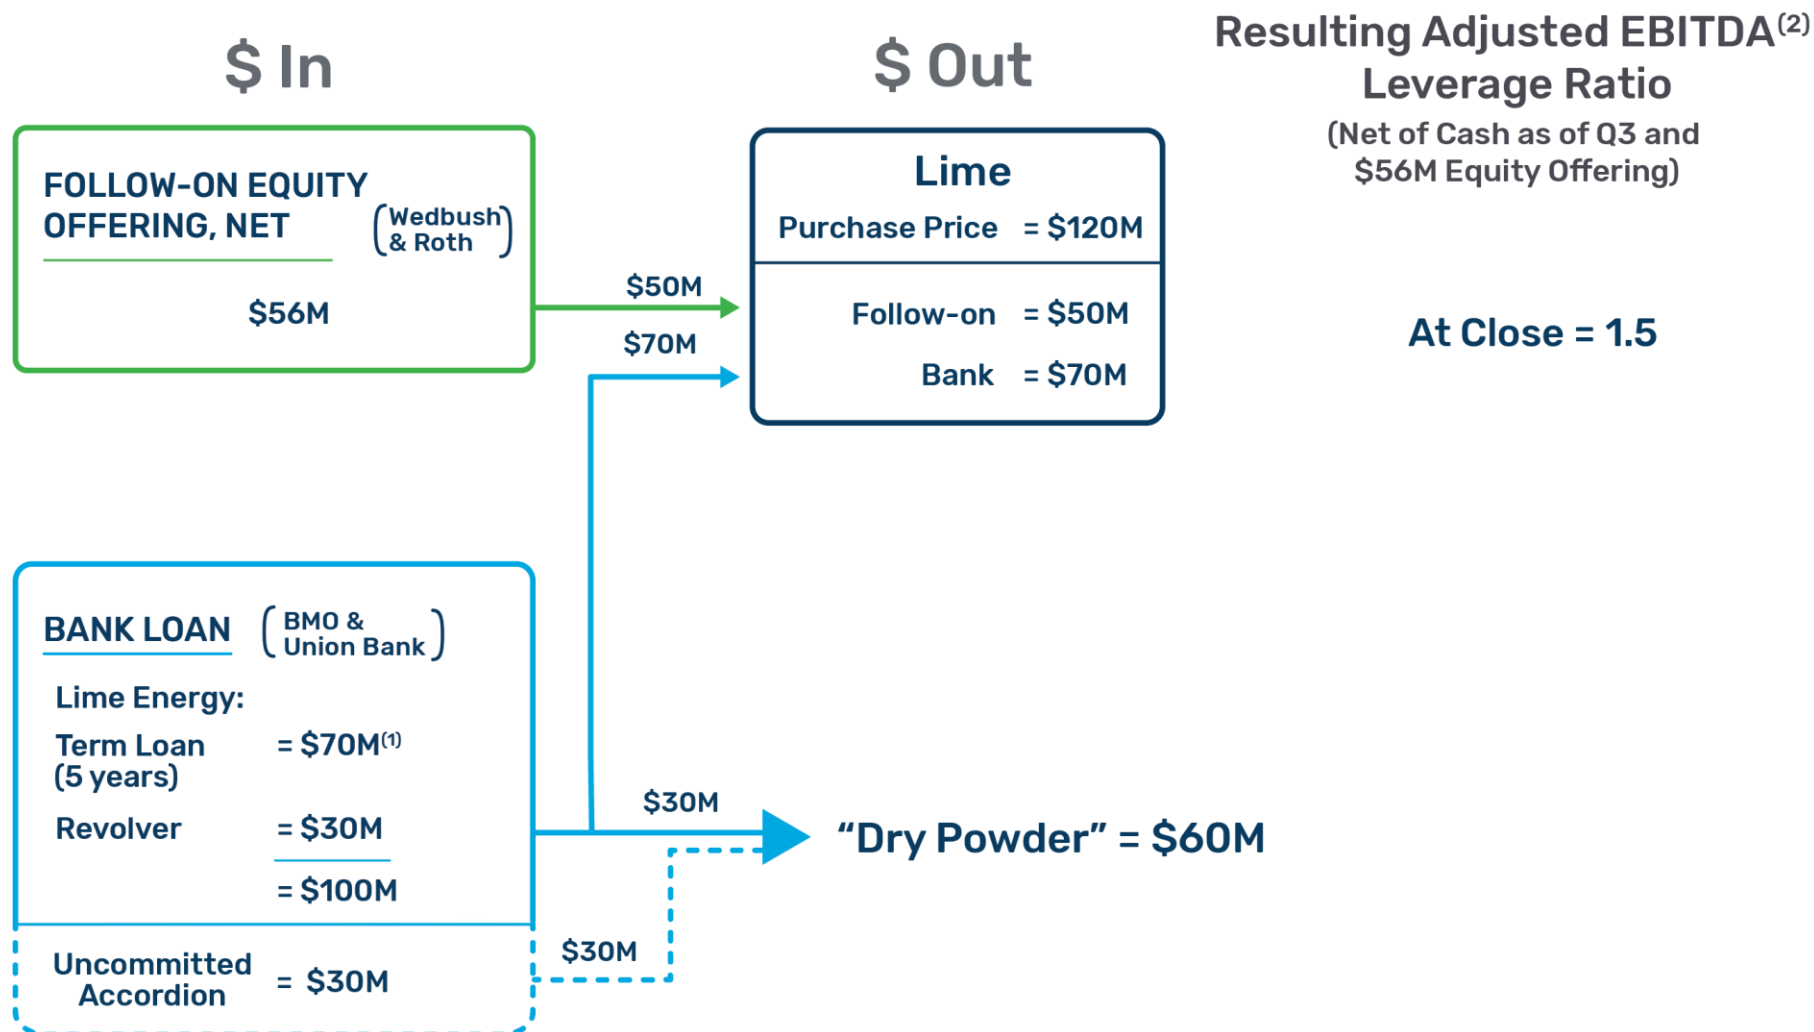 $ In
FOLLOW-ON EQUITY
OFFERING, NET
(Wedbush
& Roth)
$56M
$50M
$70M
$ Out
Lime
Purchase Price = $120M
Follow-on = $50M
Bank = $70M
Resulting Adjusted EBITDA(2)
Leverage Ratio
(Net of Cash as of Q3 and
$56M Equity Offering)
At Close = 1.5
BANK LOAN
(BMO &
Union Bank)
Lime Energy:
Term Loan = $70M(1)
(5 years)
Revolver = $30M
= $100M
Uncommitted
Accordion = $30M
$30M
$30M
“Dry Powder” = $60M